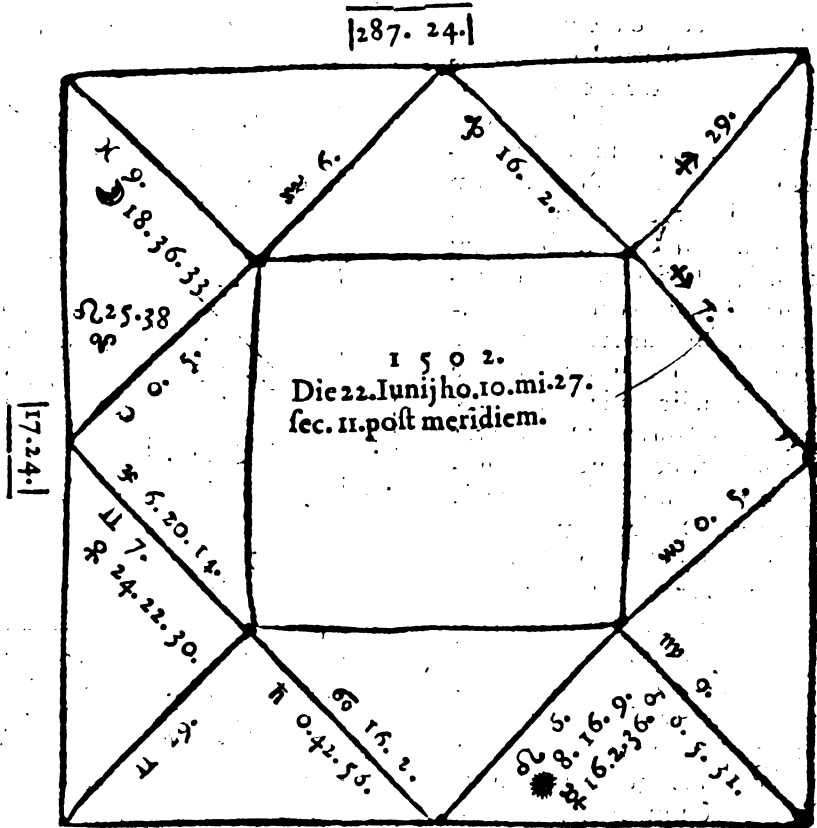 |287. 24.|
♒ 6.
♑ 16. 2.
♐ 29.
♓ 9.
☽ 18.36.33.
♌ 25.38
♐ 7.
|17.24.|
0. 5.
1 5 0 2.
Die 22. Iunij ho. 10. mi. 27.
sec. 11. post meridiem.
6. 20. 14.
♊ 7.
♀ 24. 22. 30.
♏ 0. 5.
♊ 29.
♄ 0. 42. 56.
♋ 16. 2.
♌ 5.
8. 16. 9.
16. 2. 36.
♍ 9.
5. 31.